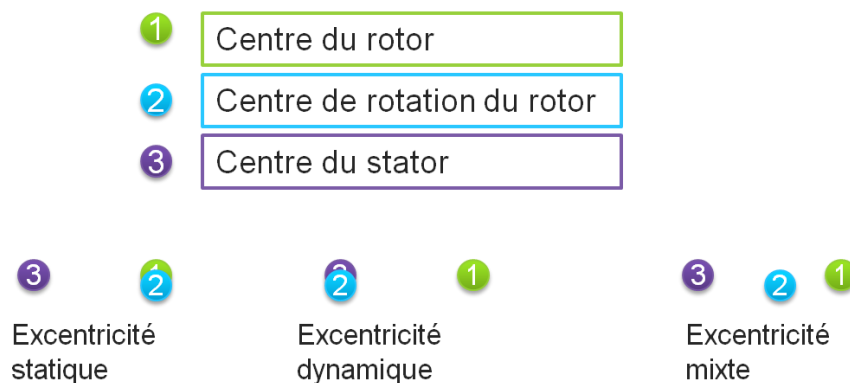 1 Centre du rotor
2 Centre de rotation du rotor
3 Centre du stator
3 1 2 3 2 1 3 2 1
Excentricité Excentricité Excentricité
statique dynamique mixte